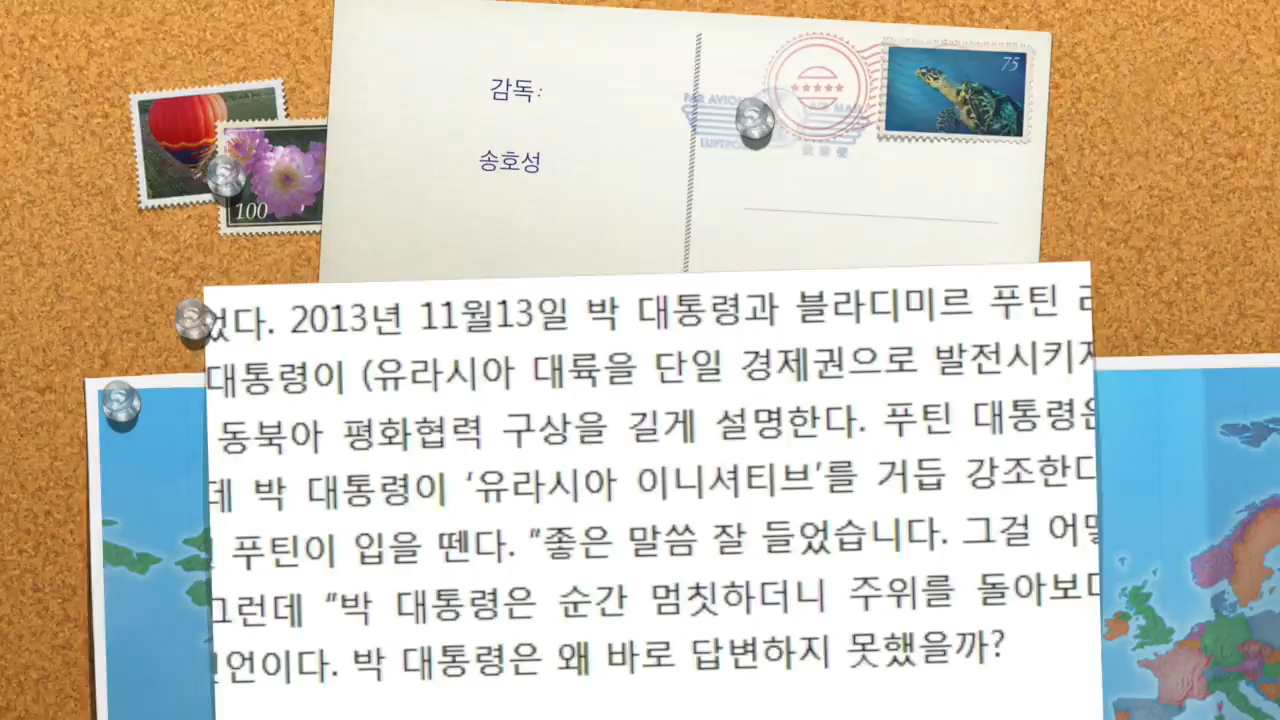 감독:
송호성
75
PAR AVION
AIR MAIL
100
었다. 2013년 11월13일 박 대통령과 블라디미르 푸틴
대통령이 (유라시아 대륙을 단일 경제권으로 발전시키자
동북아 평화협력 구상을 길게 설명한다. 푸틴 대통령은
데 박 대통령이 ‘유라시아 이니셔티브’를 거듭 강조한다
푸틴이 입을 뗀다. "좋은 말씀 잘 들었습니다. 그걸
그런데 "박 대통령은 순간 멈칫하더니 주위를 돌아보더
언이다. 박 대통령은 왜 바로 답변하지 못했을까?